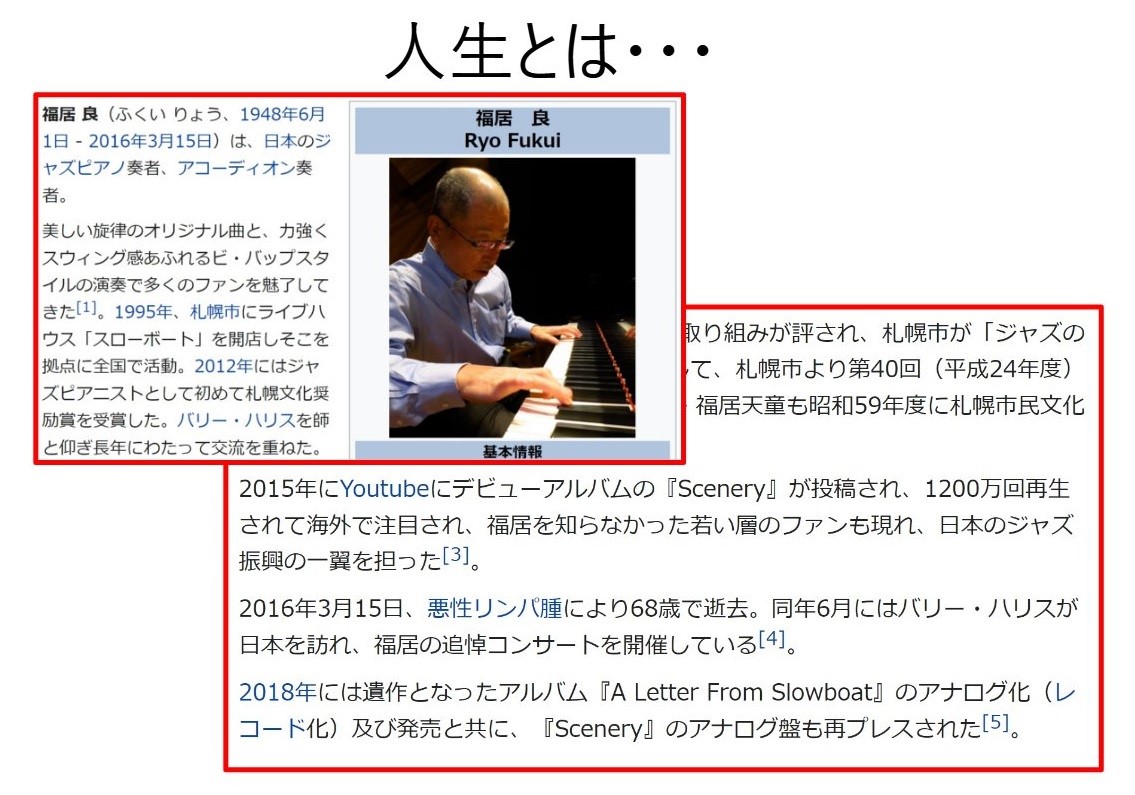 人生とは・・・
福居 良（ふくい りょう、1948年6月
1日 - 2016年3月15日）は、日本のジ
ャズピアノ奏者、アコーディオン奏
者。
美しい旋律のオリジナル曲と、力強く
スウィング感あふれるビ・バップスタ
イルの演奏で多くのファンを魅了して
きた[1]。1995年、札幌市にライブハ
ウス「スローボート」を開店しそこを
拠点に全国で活動。2012年にはジャ
ズピアニストとして初めて札幌文化奨
励賞を受賞した。バリー・ハリスを師
と仰ぎ長年にわたって交流を重ねた。
福居 良
Ryo Fukui
基本情報
取り組みが評され、札幌市が「ジャズの
て、札幌市より第40回（平成24年度）
福居天童も昭和59年度に札幌市民文化
2015年にYoutubeにデビューアルバムの『Scenery』が投稿され、1200万回再生
されて海外で注目され、福居を知らなかった若い層のファンも現れ、日本のジャズ
振興の一翼を担った[3]。
2016年3月15日、悪性リンパ腫により68歳で逝去。同年6月にはバリー・ハリスが
日本を訪れ、福居の追悼コンサートを開催している[4]。
2018年には遺作となったアルバム『A Letter From Slowboat』のアナログ化（レ
コード化）及び発売と共に、『Scenery』のアナログ盤も再プレスされた[5]。